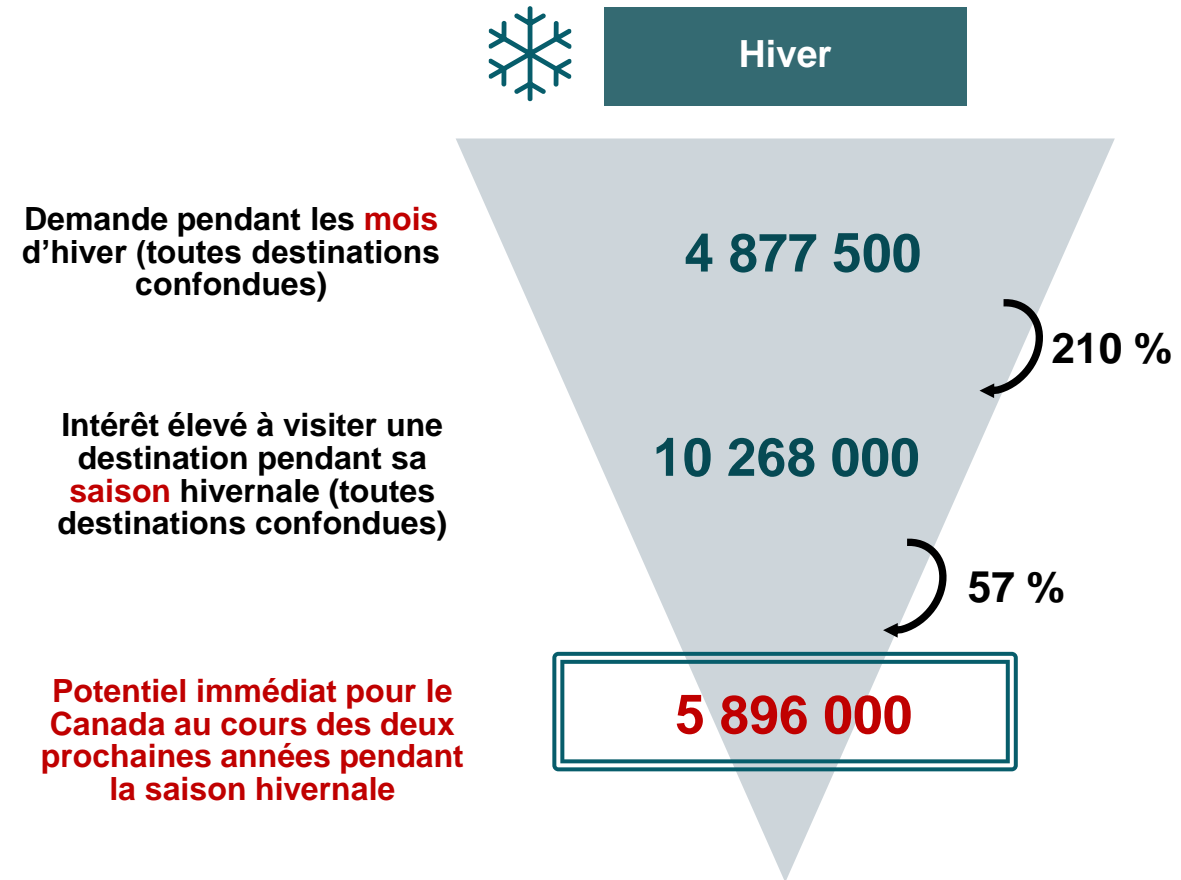 Hiver
Demande pendant les mois
d’hiver (toutes destinations
confondues)
4 877 500
210 %
Intérêt élevé à visiter une
destination pendant sa
saison hivernale (toutes
destinations confondues)
10 268 000
57 %
Potentiel immédiat pour le
Canada au cours des deux
prochaines années pendant
la saison hivernale
5 896 000